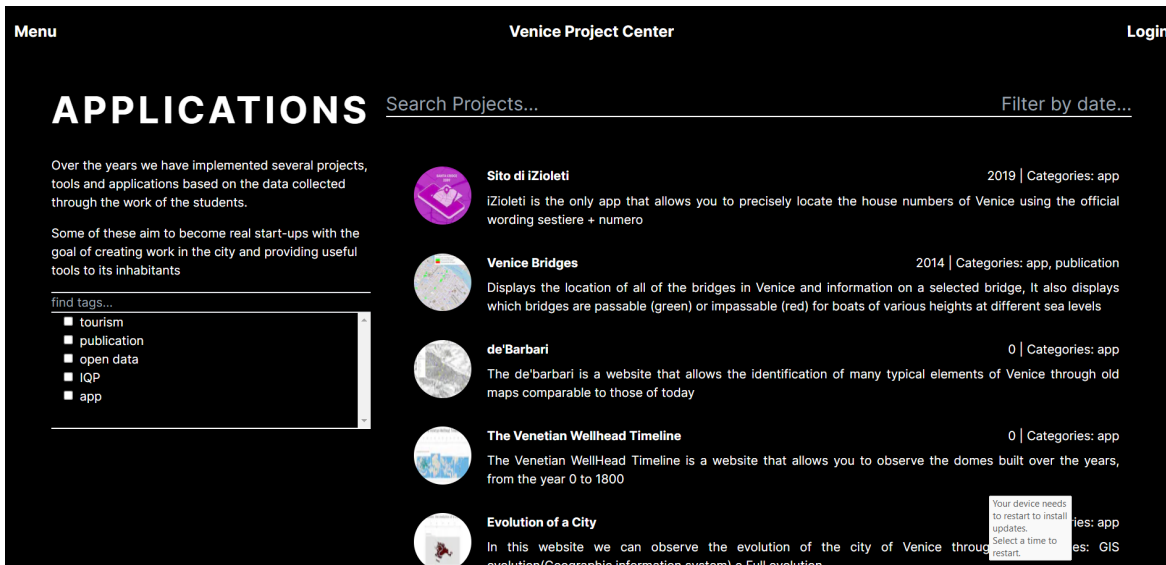 Menu
Venice Project Center
Login
APPLICATIONS
Over the years we have implemented several projects,
tools and applications based on the data collected
through the work of the students.
Some of these aim to become real start-ups with the
goal of creating work in the city and providing useful
tools to its inhabitants
find tags...
tourism
publication
open data
IQP
app
Search Projects...
Filter by date...
Sito di iZioleti
2019 | Categories: app
iZioleti is the only app that allows you to precisely locate the house numbers of Venice using the official
wording sestiere + numero
Venice Bridges
2014 | Categories: app, publication
Displays the location of all of the bridges in Venice and information on a selected bridge, It also displays
which bridges are passable (green) or impassable (red) for boats of various heights at different sea levels
de'Barbari
0 | Categories: app
The de'barbari is a website that allows the identification of many typical elements of Venice through old
maps comparable to those of today
The Venetian Wellhead Timeline
0 | Categories: app
The Venetian WellHead Timeline is a website that allows you to observe the domes built over the years,
from the year 0 to 1800
Evolution of a City
ries: app
In this website we can observe the evolution of the city of Venice throug es: GIS
evolution(Geographic information system) e Full evolution
Your device needs
to restart to install
updates.
Select a time to
restart.